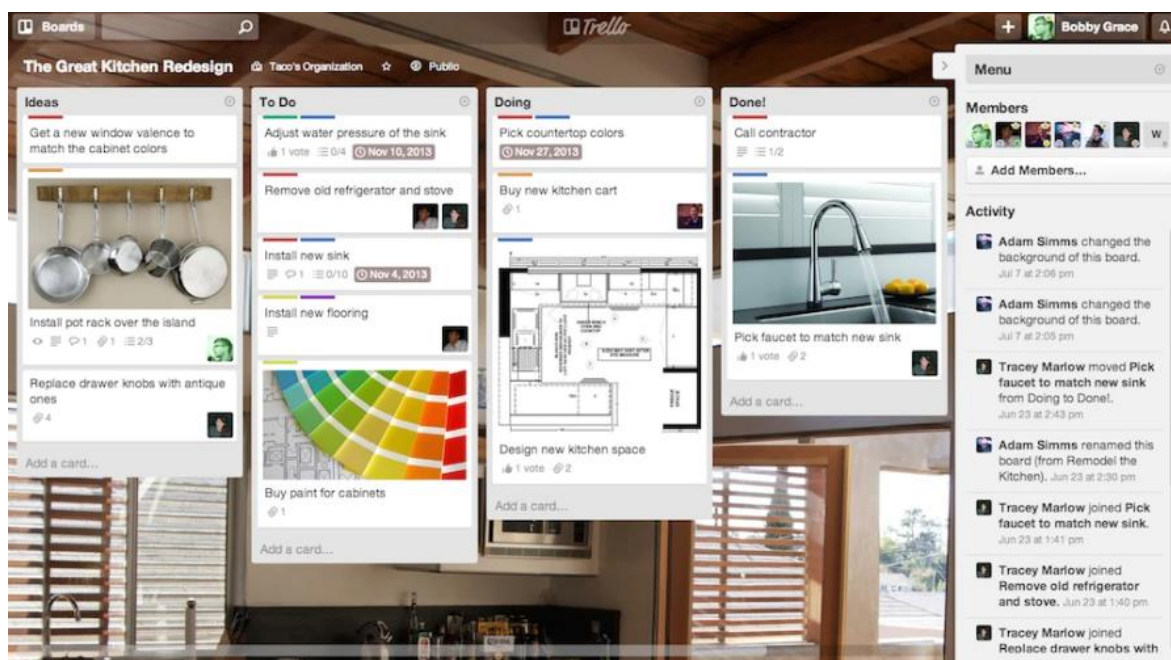 Boards
Trello
Bobby Grace
The Great Kitchen Redesign
Taco's Organization
Public
Ideas
Get a new window valence to
match the cabinet colors
Install pot rack over the island
1 1 2/3
Replace drawer knobs with antique
ones
4
Add a card...
To Do
Adjust water pressure of the sink
1 vote 0/4 Nov 10, 2013
Remove old refrigerator and stove
Install new sink
1 0/10 Nov 4, 2013
Install new flooring
Buy paint for cabinets
1
Add a card...
Doing
Pick countertop colors
Nov 27, 2013
Buy new kitchen cart
1
Design new kitchen space
1 vote 2
Add a card...
Done!
Call contractor
1/2
Pick faucet to match new sink
1 vote 2
Add a card...
Menu
Members
W
Add Members...
Activity
Adam Simms changed the
background of this board.
Jul 7 at 2:06 pm
Adam Simms changed the
background of this board.
Jul 7 at 2:05 pm
Tracey Marlow moved Pick
faucet to match new sink
from Doing to Done!.
Jun 23 at 2:43 pm
Adam Simms renamed this
board (from Remodel the
Kitchen). Jun 23 at 2:30 pm
Tracey Marlow joined Pick
faucet to match new sink.
Jun 23 at 1:41 pm
Tracey Marlow joined
Remove old refrigerator
and stove. Jun 23 at 1:40 pm
Tracey Marlow joined
Replace drawer knobs with